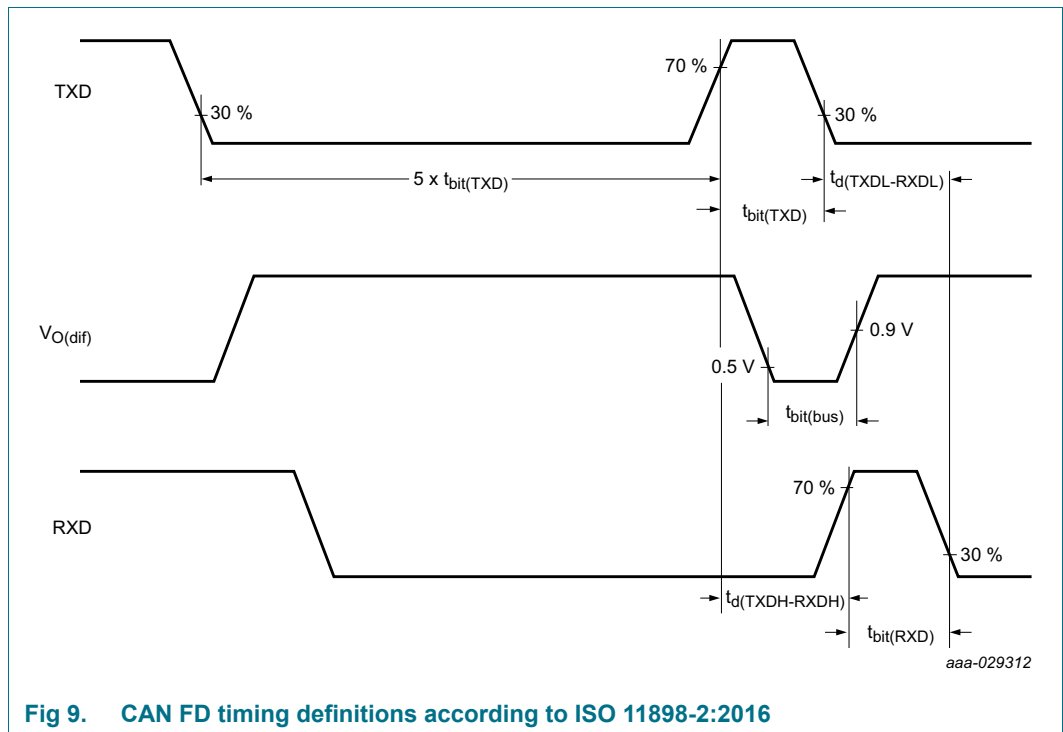 TXD
70 %
30 %
30 %
5 x tbit(TXD)
td(TXDL-RXDL)
tbit(TXD)
VO(dif)
0.9 V
0.5 V
tbit(bus)
70 %
RXD
30 %
td(TXDH-RXDH)
tbit(RXD)
aaa-029312
Fig 9. CAN FD timing definitions according to ISO 11898-2:2016